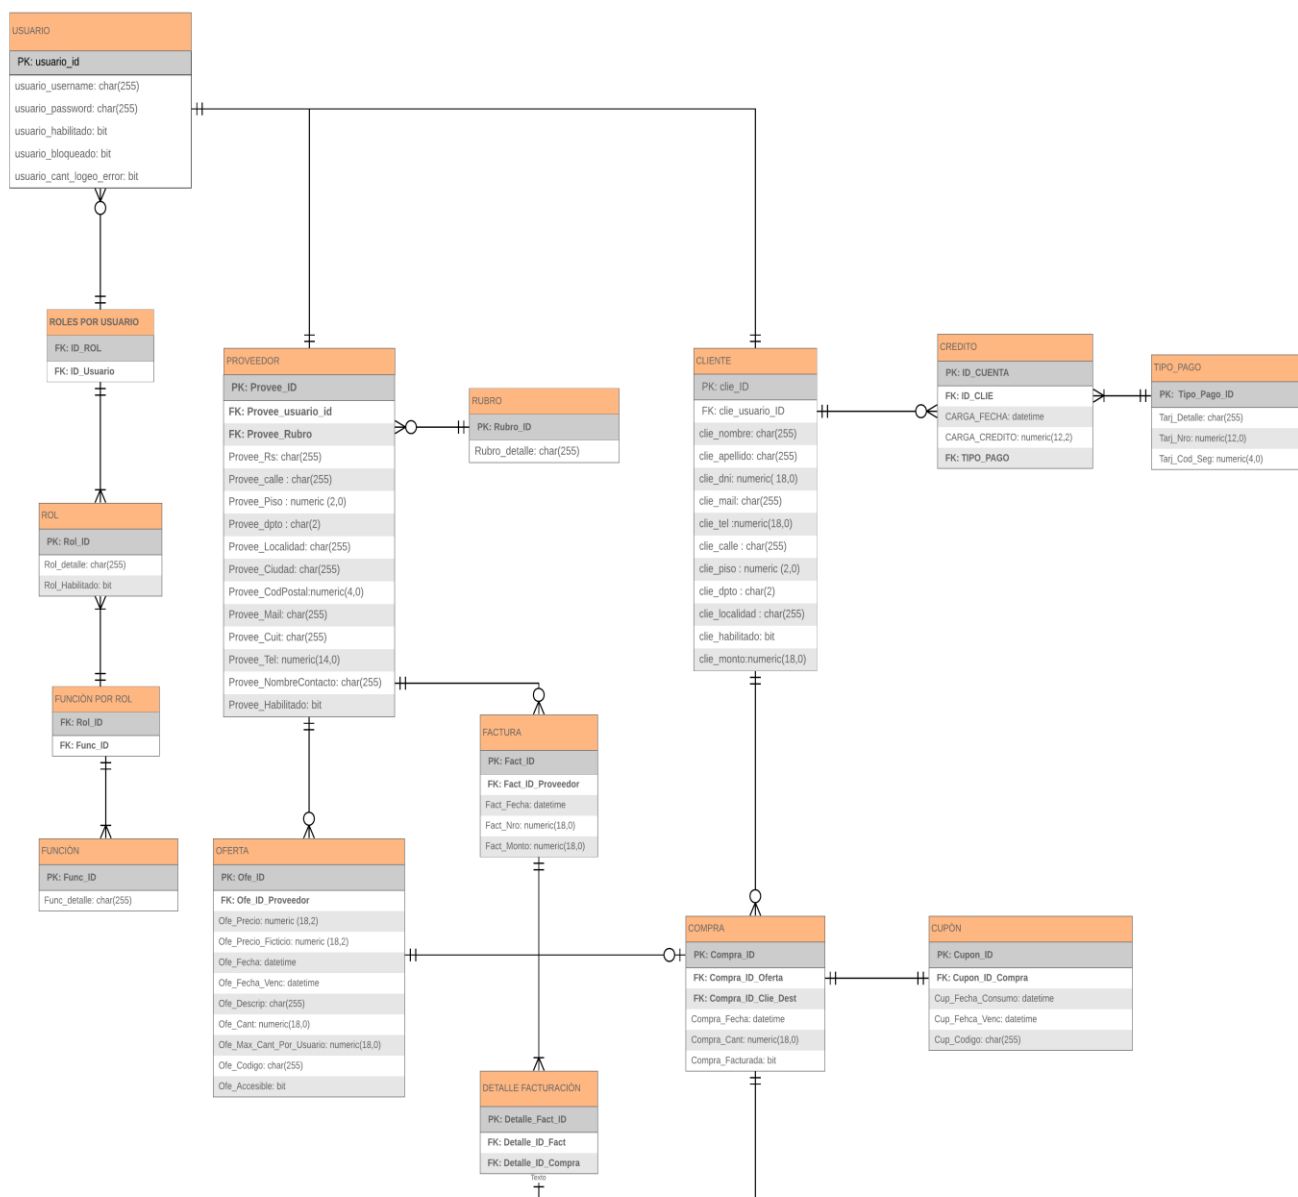 USUARIO
PK: usuario_id
usuario_username: char(255)
usuario_password: char(255)
usuario_habilitado: bit
usuario_bloqueado: bit
usuario_cant_logeo_error: bit
ROLES POR USUARIO
FK: ID_ROL
FK: ID_Usuario
ROL
PK: Rol_ID
Rol_detalle: char(255)
Rol_Habilitado: bit
FUNCIÓN POR ROL
FK: Rol_ID
FK: Func_ID
FUNCIÓN
PK: Func_ID
Func_detalle: char(255)
PROVEEDOR
PK: Provee_ID
FK: Provee_usuario_id
FK: Provee_Rubro
Provee_Rs: char(255)
Provee_calle : char(255)
Provee_Piso : numeric (2,0)
Provee_dpto : char(2)
Provee_Localidad: char(255)
Provee_Ciudad: char(255)
Provee_CodPostal:numeric(4,0)
Provee_Mail: char(255)
Provee_Cuit: char(255)
Provee_Tel: numeric(14,0)
Provee_NombreContacto: char(255)
Provee_Habilitado: bit
RUBRO
PK: Rubro_ID
Rubro_detalle: char(255)
CLIENTE
PK: clie_ID
FK: clie_usuario_ID
clie_nombre: char(255)
clie_apellido: char(255)
clie_dni: numeric( 18,0)
clie_mail: char(255)
clie_tel :numeric(18,0)
clie_calle : char(255)
clie_piso : numeric (2,0)
clie_dpto : char(2)
clie_localidad : char(255)
clie_habilitado: bit
clie_monto:numeric(18,0)
CREDITO
PK: ID_CUENTA
FK: ID_CLIE
CARGA_FECHA: datetime
CARGA_CREDITO: numeric(12,2)
FK: TIPO_PAGO
TIPO_PAGO
PK: Tipo_Pago_ID
Tarj_Detalle: char(255)
Tarj_Nro: numeric(12,0)
Tarj_Cod_Seg: numeric(4,0)
FACTURA
PK: Fact_ID
FK: Fact_ID_Proveedor
Fact_Fecha: datetime
Fact_Nro: numeric(18,0)
Fact_Monto: numeric(18,0)
OFERTA
PK: Ofe_ID
FK: Ofe_ID_Proveedor
Ofe_Precio: numeric (18,2)
Ofe_Precio_Ficticio: numeric (18,2)
Ofe_Fecha: datetime
Ofe_Fecha_Venc: datetime
Ofe_Descrip: char(255)
Ofe_Cant: numeric(18,0)
Ofe_Max_Cant_Por_Usuario: numeric(18,0)
Ofe_Codigo: char(255)
Ofe_Accesible: bit
COMPRA
PK: Compra_ID
FK: Compra_ID_Oferta
FK: Compra_ID_Clie_Dest
Compra_Fecha: datetime
Compra_Cant: numeric(18,0)
Compra_Facturada: bit
CUPÓN
PK: Cupon_ID
FK: Cupon_ID_Compra
Cup_Fecha_Consumo: datetime
Cup_Fehca_Venc: datetime
Cup_Codigo: char(255)
DETALLE FACTURACIÓN
PK: Detalle_Fact_ID
FK: Detalle_ID_Fact
FK: Detalle_ID_Compra
Texto